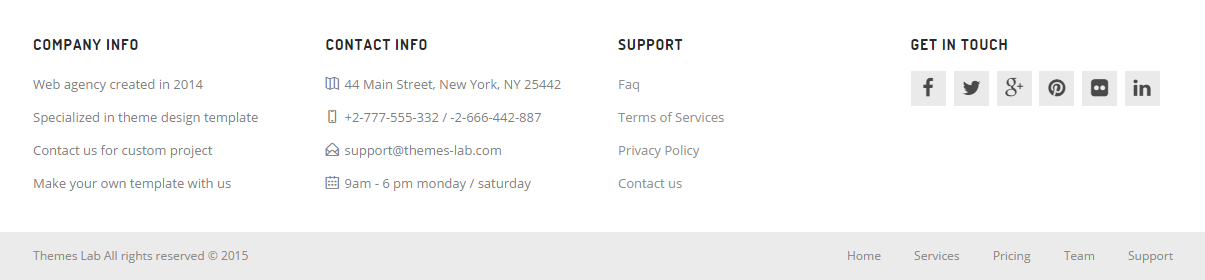 COMPANY INFO
Web agency created in 2014
Specialized in theme design template
Contact us for custom project
Make your own template with us
CONTACT INFO
44 Main Street, New York, NY 25442
+2-777-555-332 / -2-666-442-887
support@themes-lab.com
9am - 6 pm monday / saturday
SUPPORT
Faq
Terms of Services
Privacy Policy
Contact us
GET IN TOUCH
Themes Lab All rights reserved © 2015
Home Services Pricing Team Support